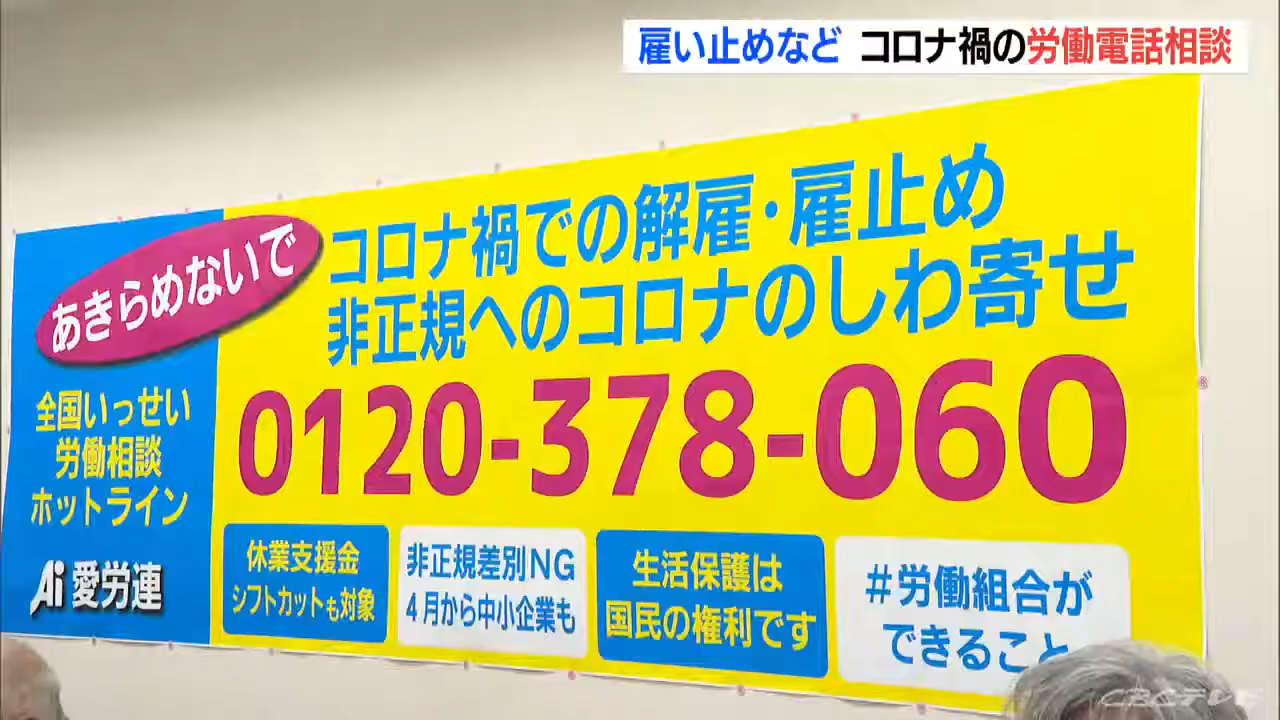 雇い止めなど コロナ禍の労働電話相談
あきらめないで
コロナ禍での解雇・雇止め
非正規へのコロナのしわ寄せ
0120-378-060
全国いっせい
労働相談
ホットライン
Ai 愛労連
休業支援金
シフトカットも対象
非正規差別NG
4月から中小企業も
生活保護は
国民の権利です
#労働組合が
できること
CBCテレビ